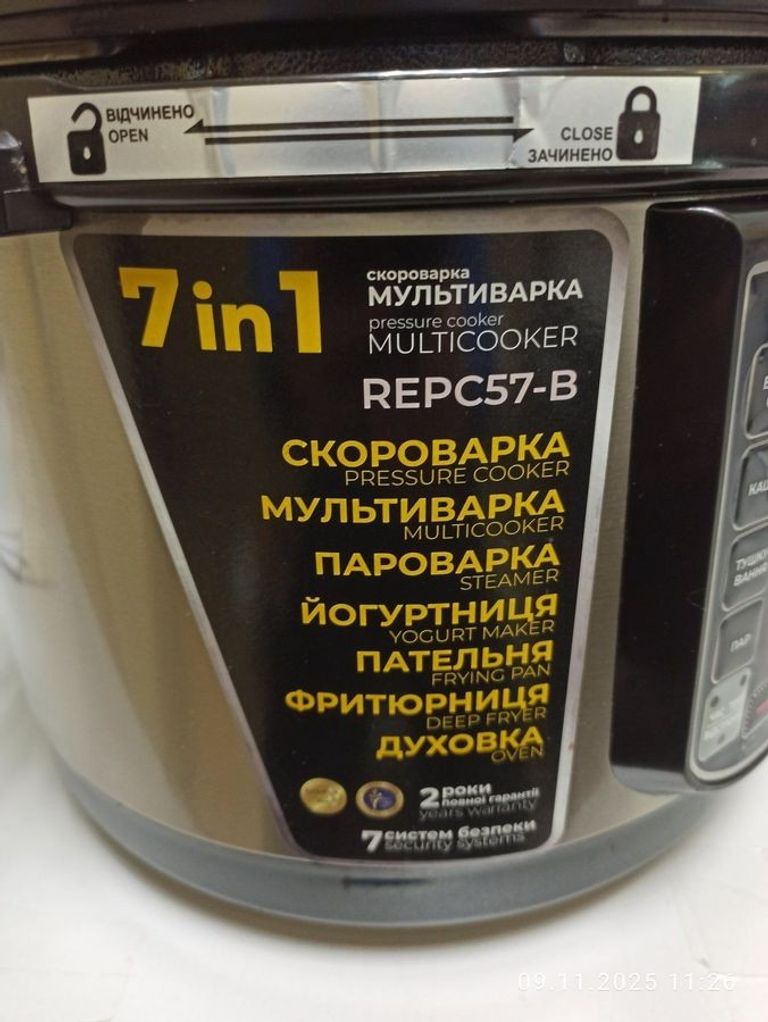 ВІДЧИНЕНО
OPEN
CLOSE
ЗАЧИНЕНО
7 in 1
скороварка
МУЛЬТИВАРКА
pressure cooker
MULTICOOKER
REPC57-B
СКОРОВАРКА
PRESSURE COOKER
МУЛЬТИВАРКА
MULTICOOKER
ПАРОВАРКА
STEAMER
ЙОГУРТНИЦЯ
YOGURT MAKER
ПАТЕЛЬНЯ
FRYING PAN
ФРИТЮРНИЦЯ
DEEP FRYER
ДУХОВКА
OVEN
2 роки
повної гарантії
years warranty
7 систем безпеки
security systems
ПАР
09.11.2025 11:26